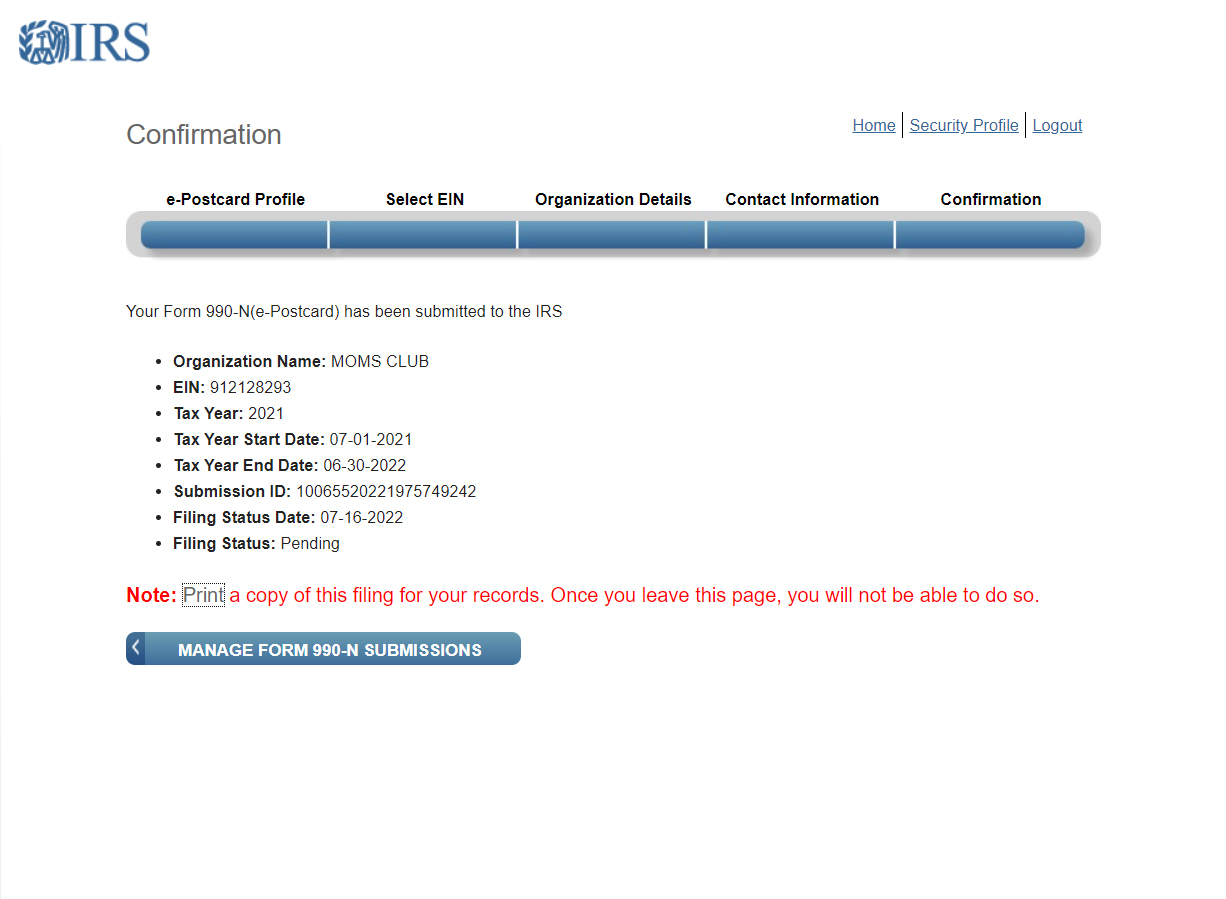 IRS
Confirmation
Home Security Profile Logout
e-Postcard Profile Select EIN Organization Details Contact Information Confirmation
Your Form 990-N(e-Postcard) has been submitted to the IRS
Organization Name: MOMS CLUB
EIN: 912128293
Tax Year: 2021
Tax Year Start Date: 07-01-2021
Tax Year End Date: 06-30-2022
Submission ID: 10065520221975749242
Filing Status Date: 07-16-2022
Filing Status: Pending
Note: Print a copy of this filing for your records. Once you leave this page, you will not be able to do so.
MANAGE FORM 990-N SUBMISSIONS